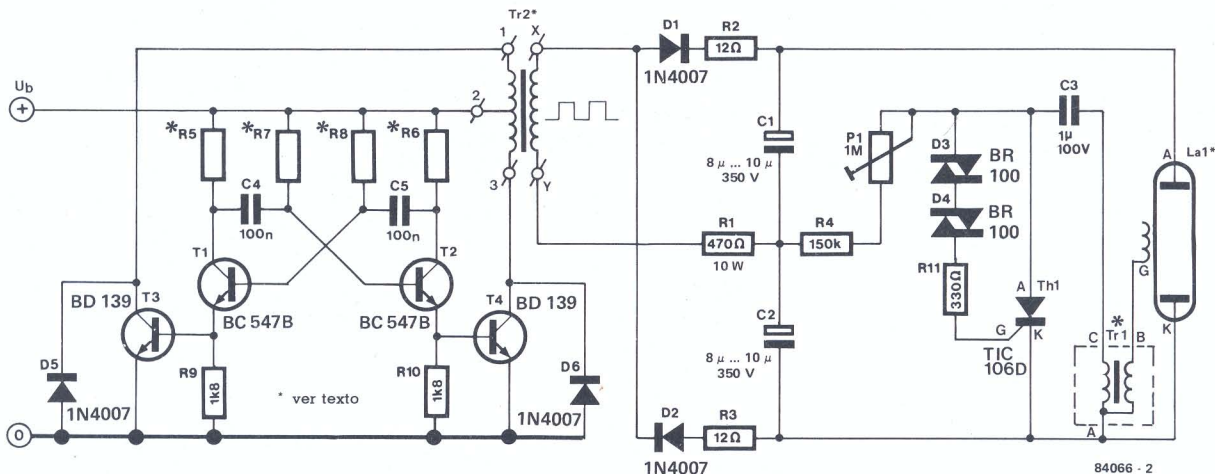 Ub
+
0
*R5
*R7
*R8
*R6
C4
100n
C5
100n
T1
BC 547B
T2
BC 547B
T3
BD 139
T4
BD 139
D5
1N4007
R9
1k8
* ver texto
R10
1k8
D6
1N4007
Tr2*
1
2
3
X
Y
D1
1N4007
R2
12Ω
C1
8 µ ... 10 µ
350 V
R1
470Ω
10 W
R4
150k
P1
1M
C2
8 µ ... 10 µ
350 V
D2
1N4007
R3
12Ω
D3
BR
100
D4
BR
100
R11
330Ω
A
Th1
G
K
TIC
106D
C3
1µ
100V
A
La1*
G
K
*
C
Tr1
B
A
84066 - 2